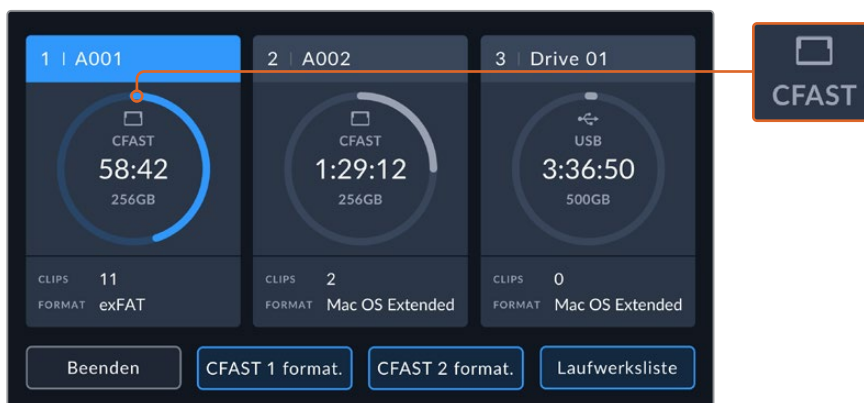 1 | A001
CFAST
58:42
256GB
CLIPS 11
FORMAT exFAT
2 | A002
CFAST
1:29:12
256GB
CLIPS 2
FORMAT Mac OS Extended
3 | Drive 01
USB
3:36:50
500GB
CLIPS 0
FORMAT Mac OS Extended
Beenden
CFAST 1 format.
CFAST 2 format.
Laufwerksliste
CFAST